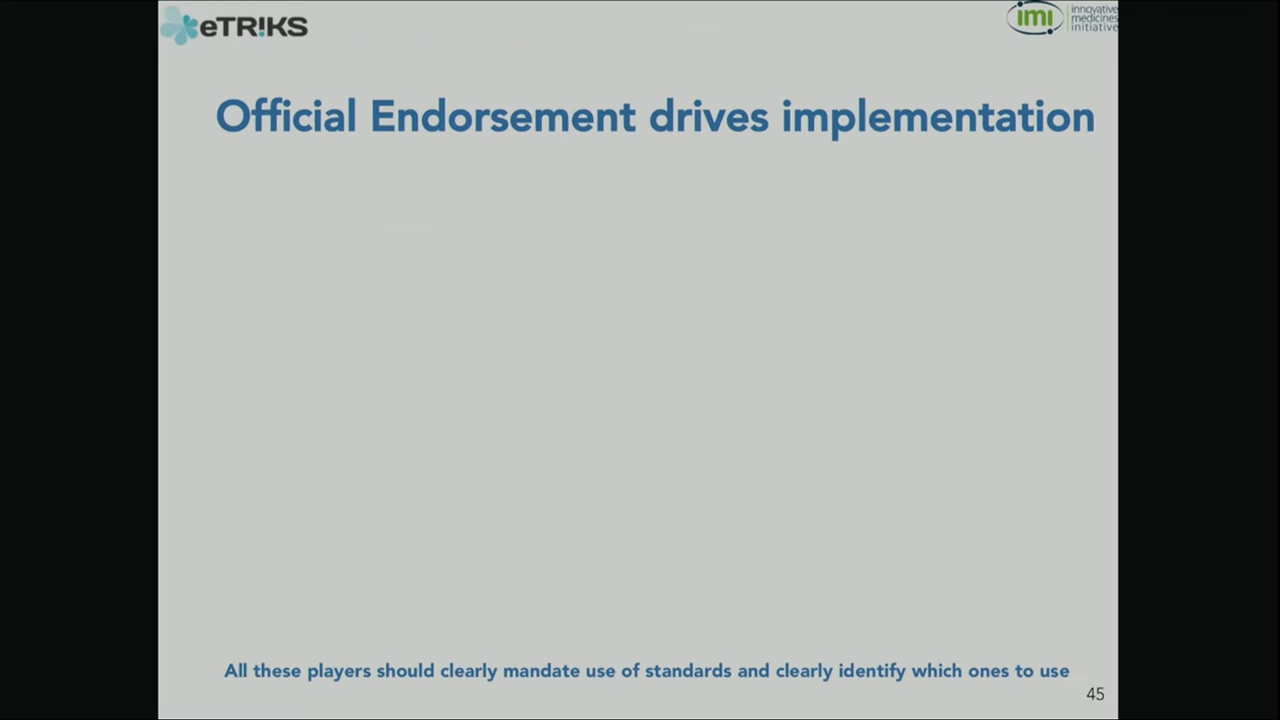 eTR!KS
imi
innovative
medicines
initiative
Official Endorsement drives implementation
All these players should clearly mandate use of standards and clearly identify which ones to use
45